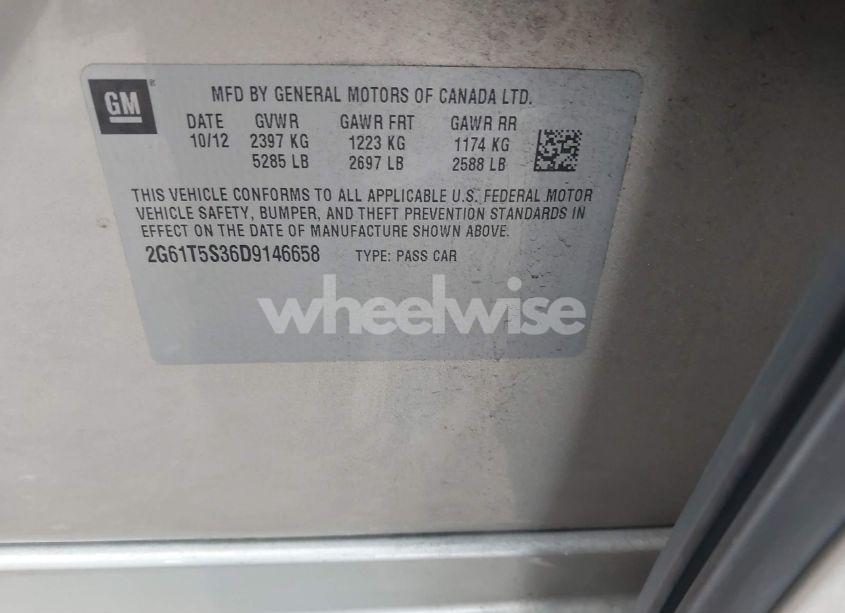 GM
MFD BY GENERAL MOTORS OF CANADA LTD.
DATE GVWR GAWR FRT GAWR RR
10/12 2397 KG 1223 KG 1174 KG
5285 LB 2697 LB 2588 LB
THIS VEHICLE CONFORMS TO ALL APPLICABLE U.S. FEDERAL MOTOR
VEHICLE SAFETY, BUMPER, AND THEFT PREVENTION STANDARDS IN
EFFECT ON THE DATE OF MANUFACTURE SHOWN ABOVE.
2G61T5S36D9146658 TYPE: PASS CAR
wheelwise